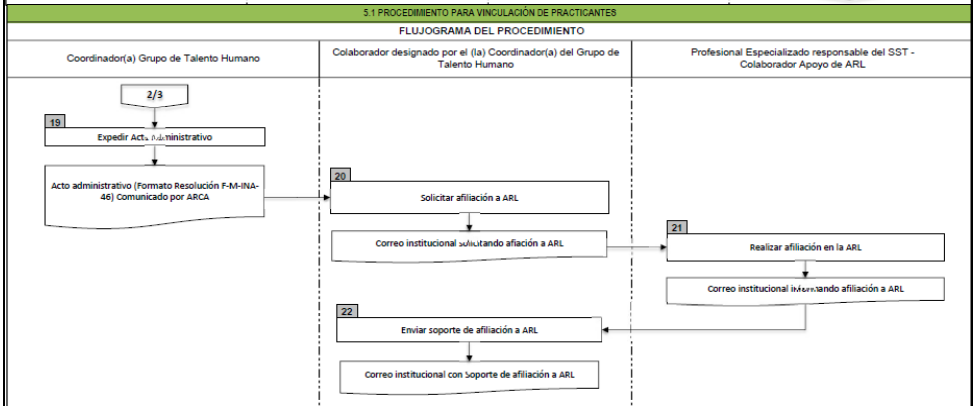 5.1 PROCEDIMIENTO PARA VINCULACIÓN DE PRACTICANTES
FLUJOGRAMA DEL PROCEDIMIENTO
Coordinador(a) Grupo de Talento Humano
Colaborador designado por el (la) Coordinador(a) del Grupo de
Talento Humano
Profesional Especializado responsable del SST -
Colaborador Apoyo de ARL
2/3
19
Expedir Acto Administrativo
Acto administrativo (Formato Resolución F-M-INA-
46) Comunicado por ARCA
20
Solicitar afiliación a ARL
Correo institucional solicitando afiación a ARL
21
Realizar afiliación en la ARL
Correo institucional informando afiliación a ARL
22
Enviar soporte de afiliación a ARL
Correo institucional con Soporte de afiliación a ARL